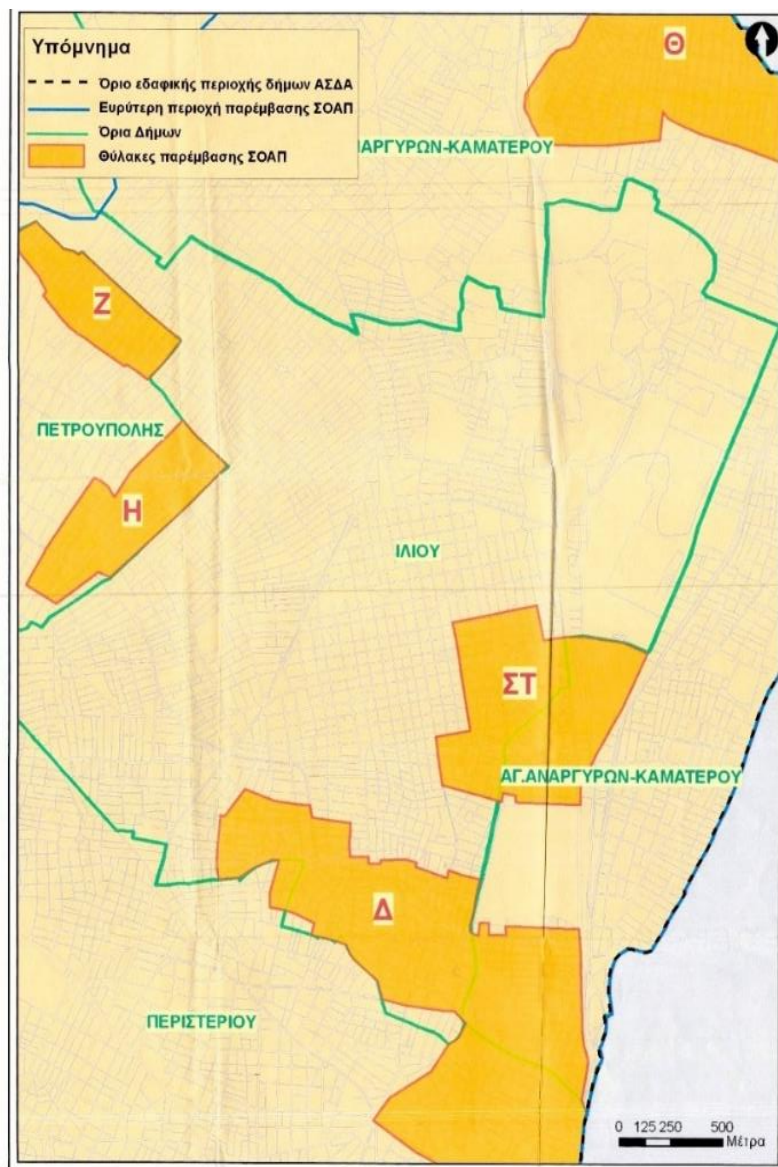 Υπόμνημα
Όριο εδαφικής περιοχής δήμων ΑΣΔΑ
Ευρύτερη περιοχή παρέμβασης ΣΟΑΠ
Όρια Δήμων
Θύλακες παρέμβασης ΣΟΑΠ
Θ
ΝΑΡΓΥΡΩΝ-ΚΑΜΑΤΕΡΟΥ
Ζ
ΠΕΤΡΟΥΠΟΛΗΣ
Η
ΙΛΙΟΥ
ΣΤ
ΑΓ.ΑΝΑΡΓΥΡΩΝ-ΚΑΜΑΤΕΡΟΥ
Δ
ΠΕΡΙΣΤΕΡΙΟΥ
0 125 250 500
Μέτρα